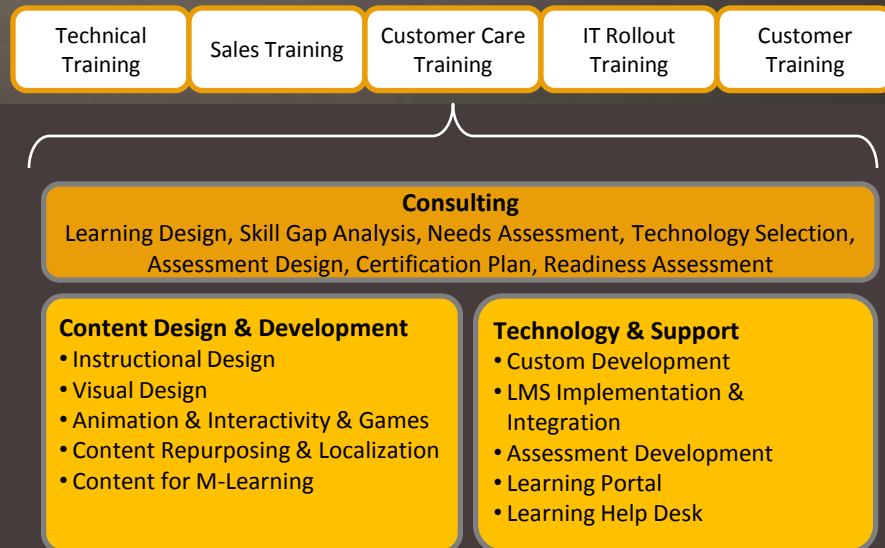 Technical
Training
Sales Training
Customer Care
Training
IT Rollout
Training
Customer
Training
Consulting
Learning Design, Skill Gap Analysis, Needs Assessment, Technology Selection,
Assessment Design, Certification Plan, Readiness Assessment
Content Design & Development
• Instructional Design
• Visual Design
• Animation & Interactivity & Games
• Content Repurposing & Localization
• Content for M-Learning
Technology & Support
• Custom Development
• LMS Implementation &
Integration
• Assessment Development
• Learning Portal
• Learning Help Desk